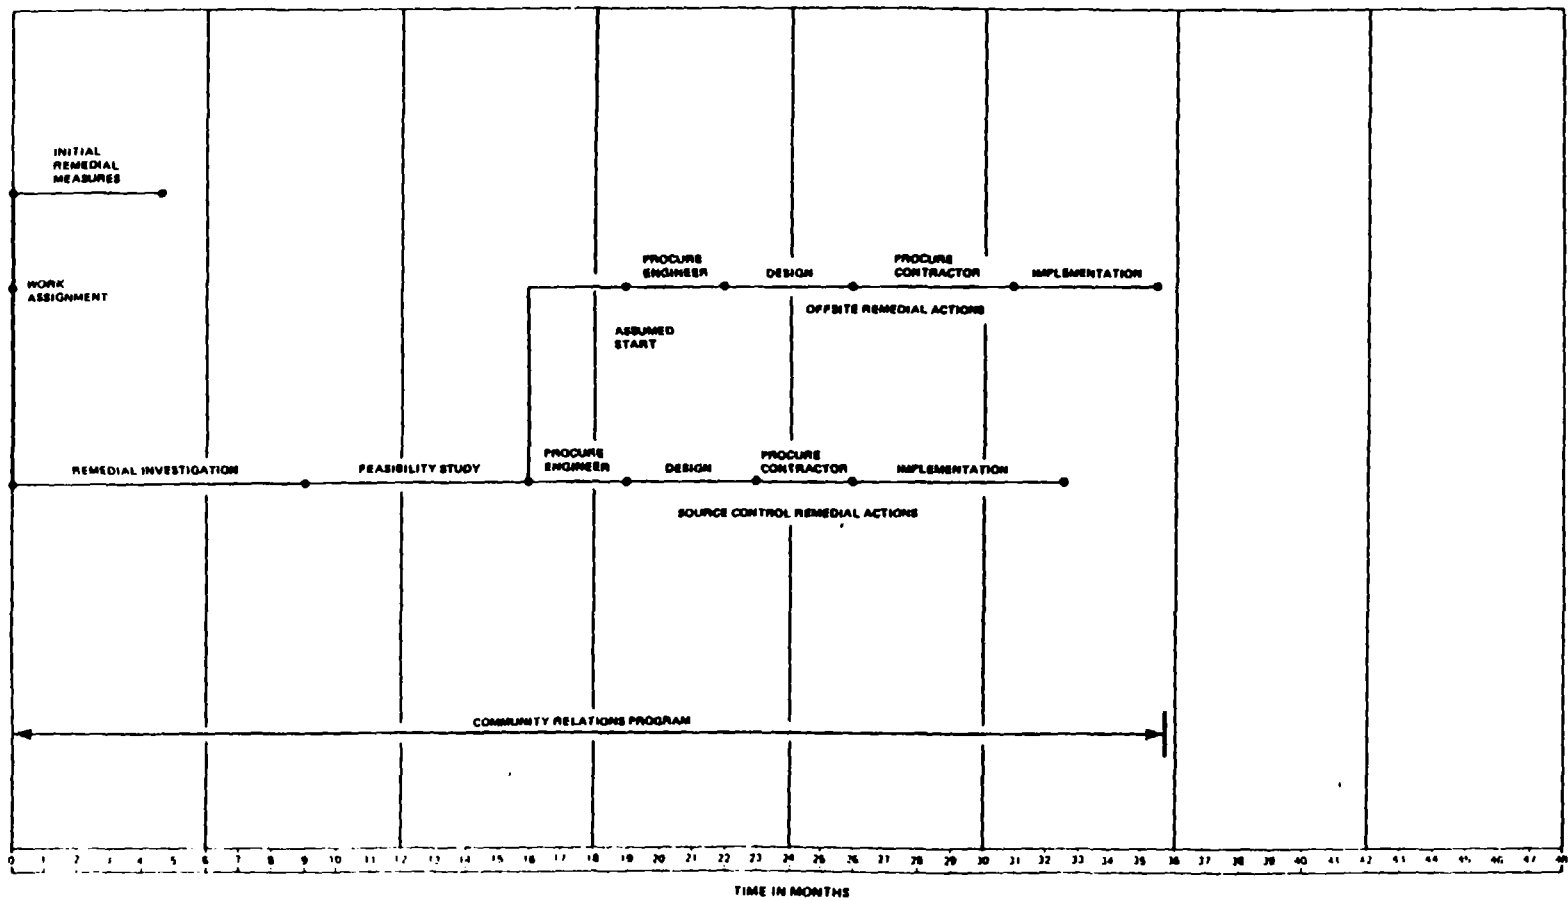 INITIAL
REMEDIAL
MEASURES
WORK
ASSIGNMENT
PROCURE
ENGINEER
DESIGN
PROCURE
CONTRACTOR
IMPLEMENTATION
OFFSITE REMEDIAL ACTIONS
ASSUMED
START
REMEDIAL INVESTIGATION
FEASIBILITY STUDY
PROCURE
ENGINEER
DESIGN
PROCURE
CONTRACTOR
IMPLEMENTATION
SOURCE CONTROL REMEDIAL ACTIONS
COMMUNITY RELATIONS PROGRAM
0 1 2 3 4 5 6 7 8 9 10 11 12 13 14 15 16 17 18 19 20 21 22 23 24 25 26 27 28 29 30 31 32 33 34 35 36 37 38 39 40 41 42 43 44 45 46 47 48
TIME IN MONTHS